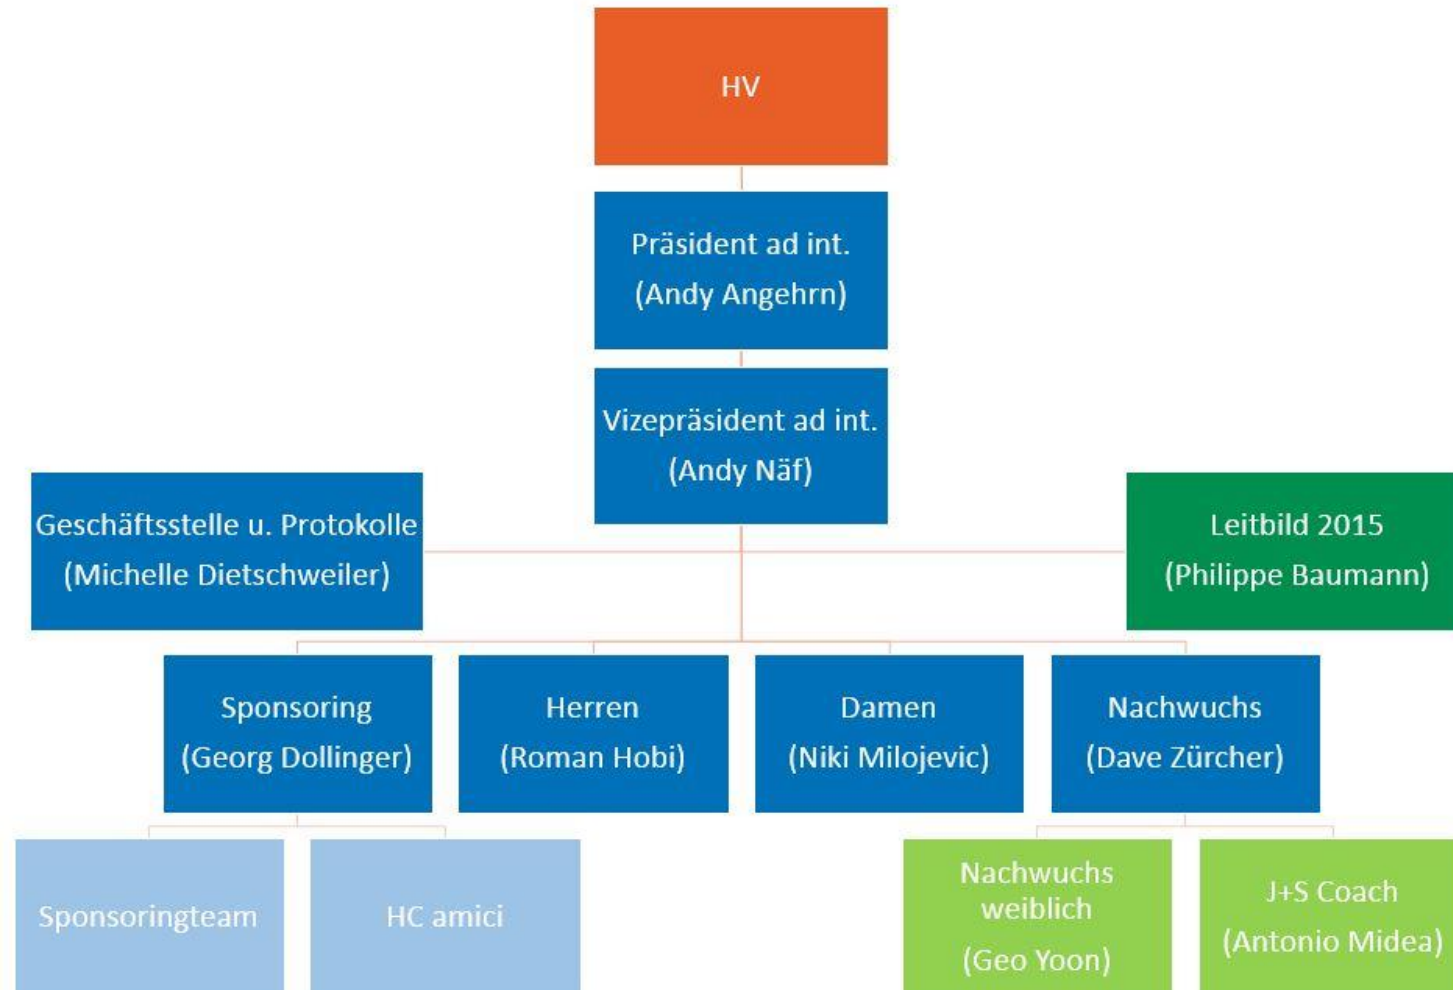 HV
Präsident ad int.
(Andy Angehrn)
Vizepräsident ad int.
(Andy Näf)
Geschäftsstelle u. Protokolle
(Michelle Dietschweiler)
Leitbild 2015
(Philippe Baumann)
Sponsoring
(Georg Dollinger)
Herren
(Roman Hobi)
Damen
(Niki Milojevic)
Nachwuchs
(Dave Zürcher)
Sponsoringteam
HC amici
Nachwuchs
weiblich
(Geo Yoon)
J+S Coach
(Antonio Midea)